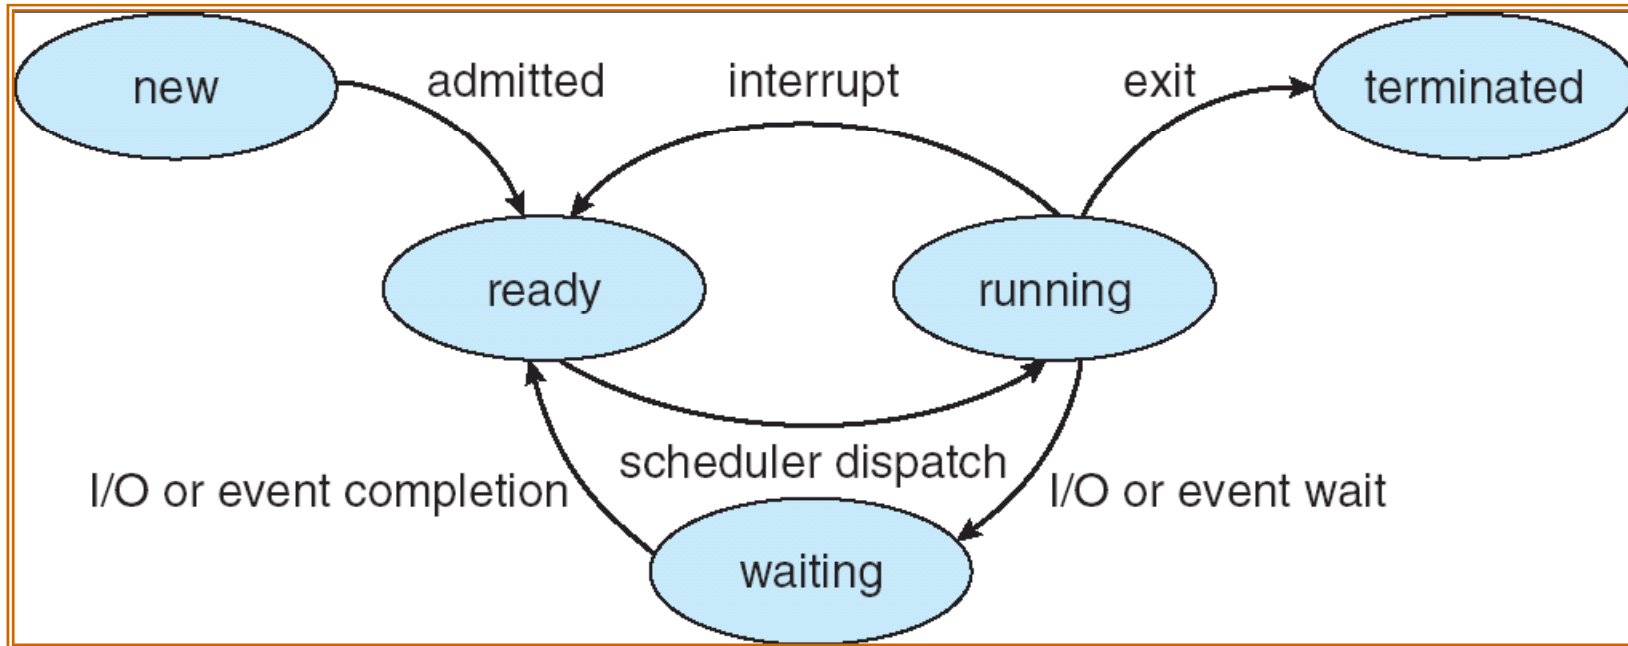 new
admitted
interrupt
exit
terminated
ready
running
scheduler dispatch
I/O or event completion
I/O or event wait
waiting